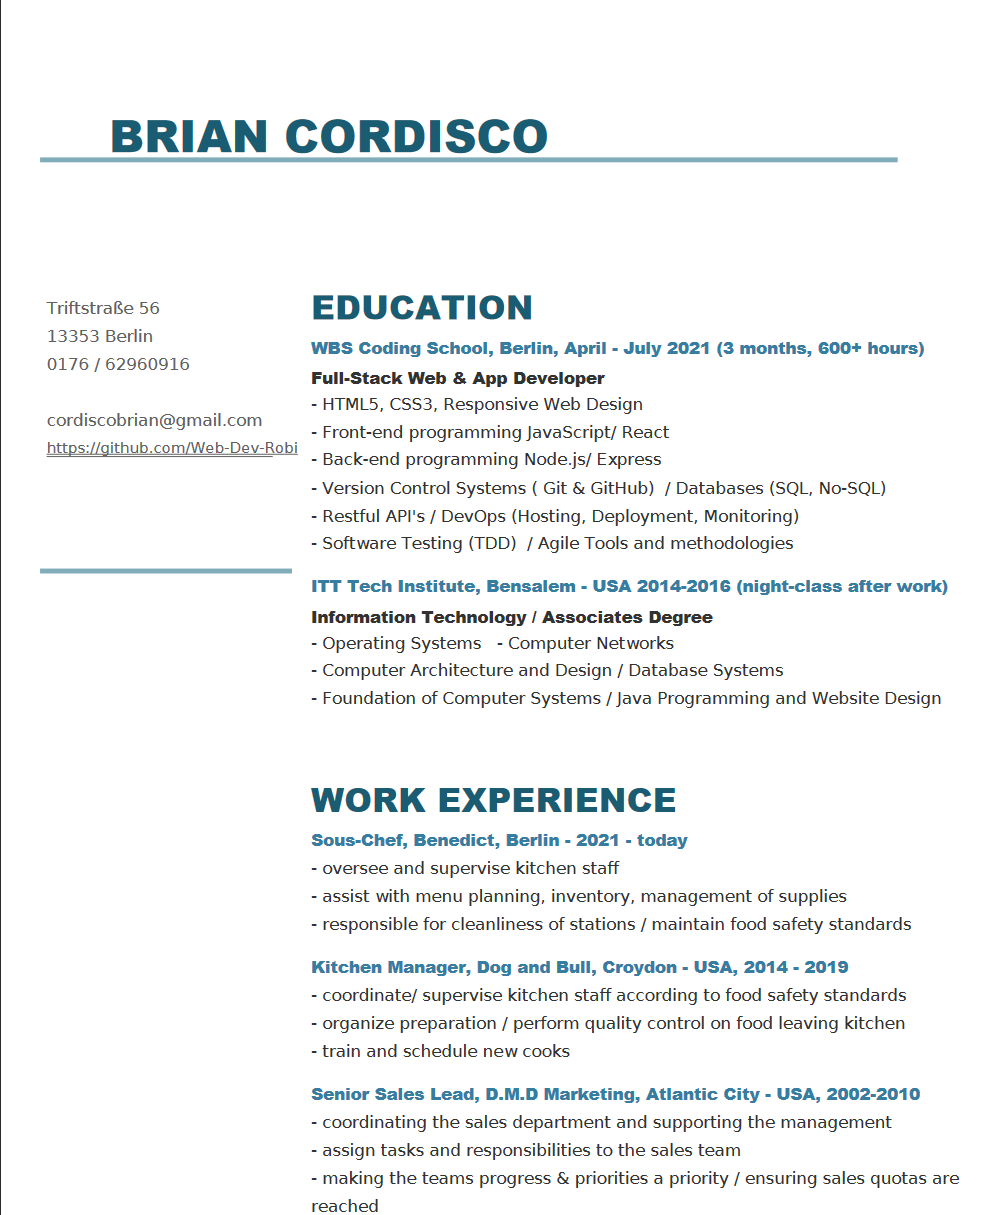 BRIAN CORDISCO
Triftstraße 56
13353 Berlin
0176 / 62960916
cordiscobrian@gmail.com
https://github.com/Web-Dev-Robi
EDUCATION
WBS Coding School, Berlin, April - July 2021 (3 months, 600+ hours)
Full-Stack Web & App Developer
- HTML5, CSS3, Responsive Web Design
- Front-end programming JavaScript/ React
- Back-end programming Node.js/ Express
- Version Control Systems ( Git & GitHub)  / Databases (SQL, No-SQL)
- Restful API's / DevOps (Hosting, Deployment, Monitoring)
- Software Testing (TDD)  / Agile Tools and methodologies
ITT Tech Institute, Bensalem - USA 2014-2016 (night-class after work)
Information Technology / Associates Degree
- Operating Systems   - Computer Networks
- Computer Architecture and Design / Database Systems
- Foundation of Computer Systems / Java Programming and Website Design
WORK EXPERIENCE
Sous-Chef, Benedict, Berlin - 2021 - today
- oversee and supervise kitchen staff
- assist with menu planning, inventory, management of supplies
- responsible for cleanliness of stations / maintain food safety standards
Kitchen Manager, Dog and Bull, Croydon - USA, 2014 - 2019
- coordinate/ supervise kitchen staff according to food safety standards
- organize preparation / perform quality control on food leaving kitchen
- train and schedule new cooks
Senior Sales Lead, D.M.D Marketing, Atlantic City - USA, 2002-2010
- coordinating the sales department and supporting the management
- assign tasks and responsibilities to the sales team
- making the teams progress & priorities a priority / ensuring sales quotas are
reached